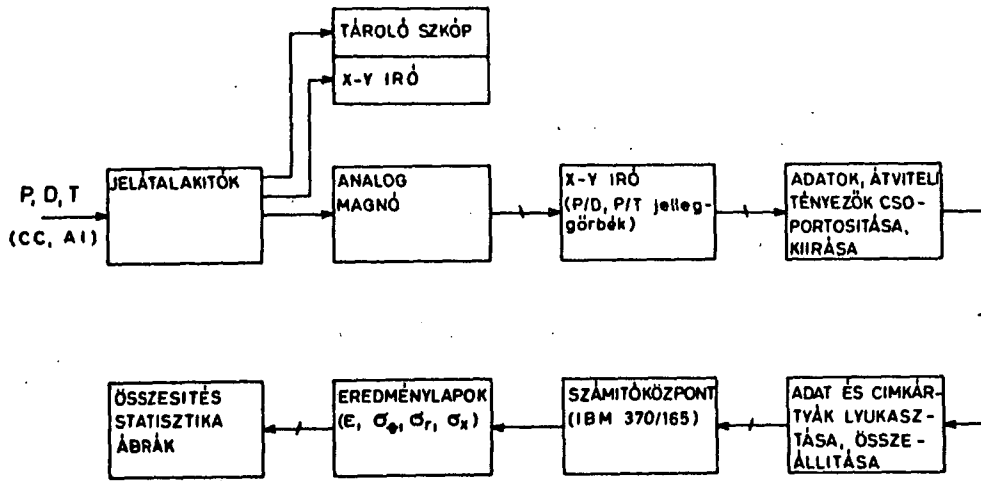 TÁROLÓ SZKÓP
X-Y IRÓ
P, D, T
(CC, AI)
JELÁTALAKITÓK
ANALOG
MAGNÓ
X-Y IRÓ
(P/D, P/T jelleg-
görbék)
ADATOK, ÁTVITELI
TÉNYEZŐK CSO-
PORTOSITÁSA,
KIIRÁSA
ÖSSZESITÉS
STATISZTIKA
ÁBRÁK
EREDMÉNYLAPOK
(E, σφ, σr, σx)
SZÁMITÓKÖZPONT
(IBM 370/165)
ADAT ÉS CIMKÁR-
TYÁK LYUKASZ-
TÁSA, ÖSSZE-
ÁLLITÁSA